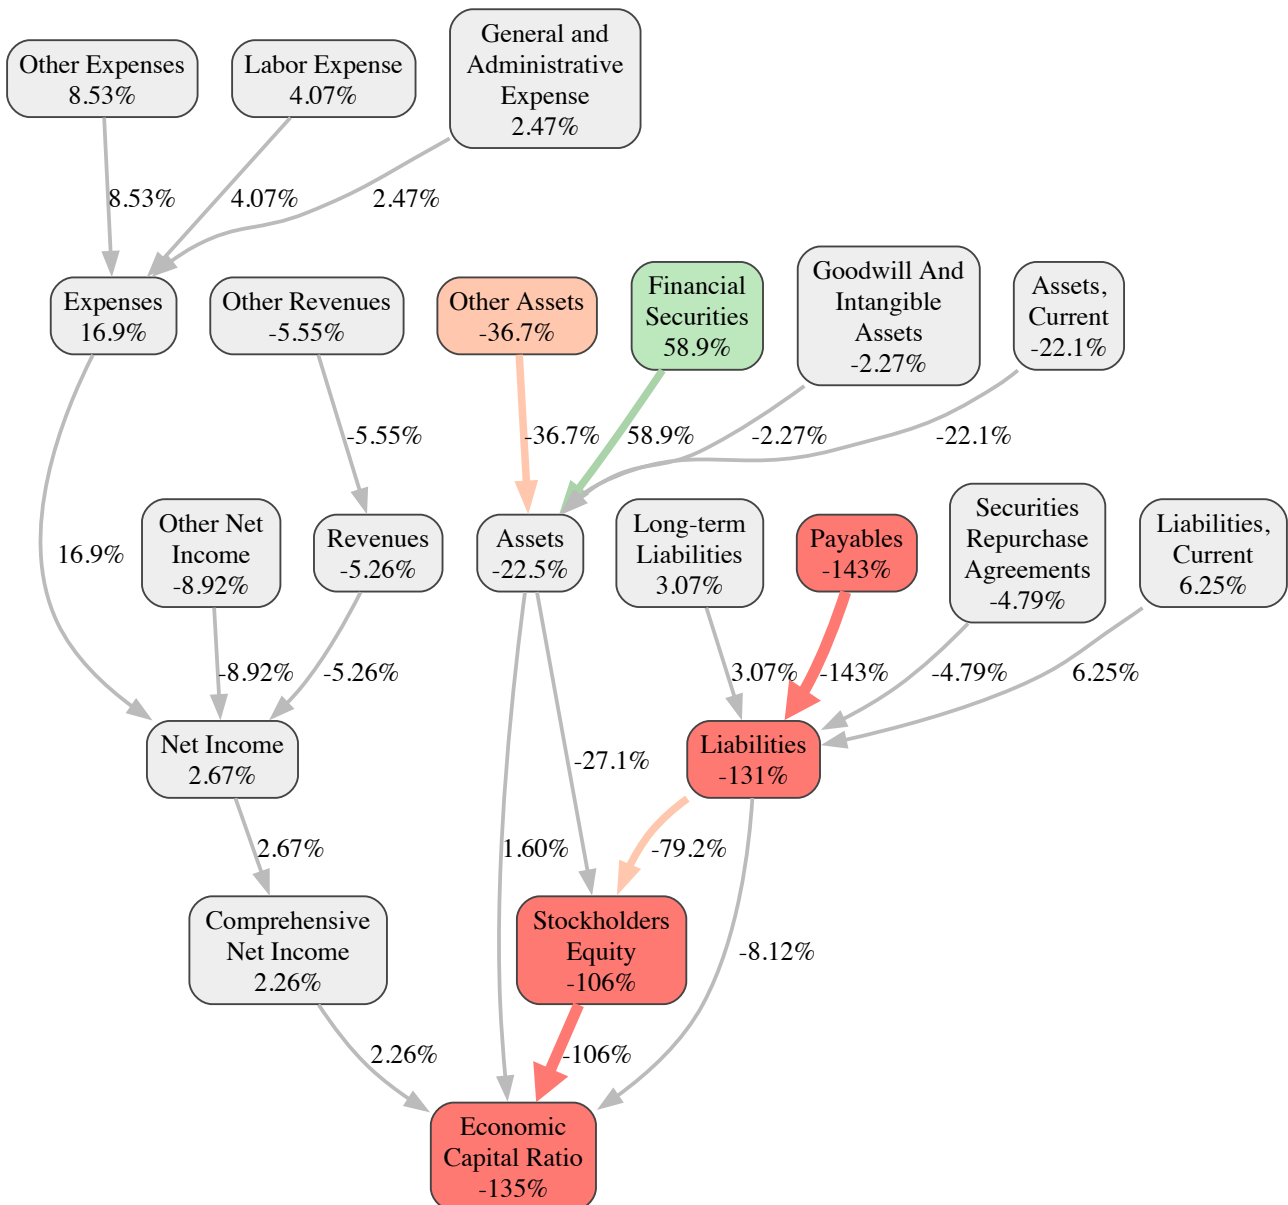 General and
Administrative
Expense
2.47%
Other Expenses
8.53%
Labor Expense
4.07%
8.53%
4.07%
2.47%
Expenses
16.9%
Other Revenues
-5.55%
Other Assets
-36.7%
Financial
Securities
58.9%
Goodwill And
Intangible
Assets
-2.27%
Assets,
Current
-22.1%
-5.55%
-36.7%
58.9%
-2.27%
-22.1%
16.9%
Other Net
Income
-8.92%
Revenues
-5.26%
Assets
-22.5%
Long-term
Liabilities
3.07%
Payables
-143%
Securities
Repurchase
Agreements
-4.79%
Liabilities,
Current
6.25%
-8.92%
-5.26%
3.07%
-143%
-4.79%
6.25%
Net Income
2.67%
-27.1%
Liabilities
-131%
2.67%
1.60%
-79.2%
Comprehensive
Net Income
2.26%
Stockholders
Equity
-106%
-8.12%
2.26%
-106%
Economic
Capital Ratio
-135%